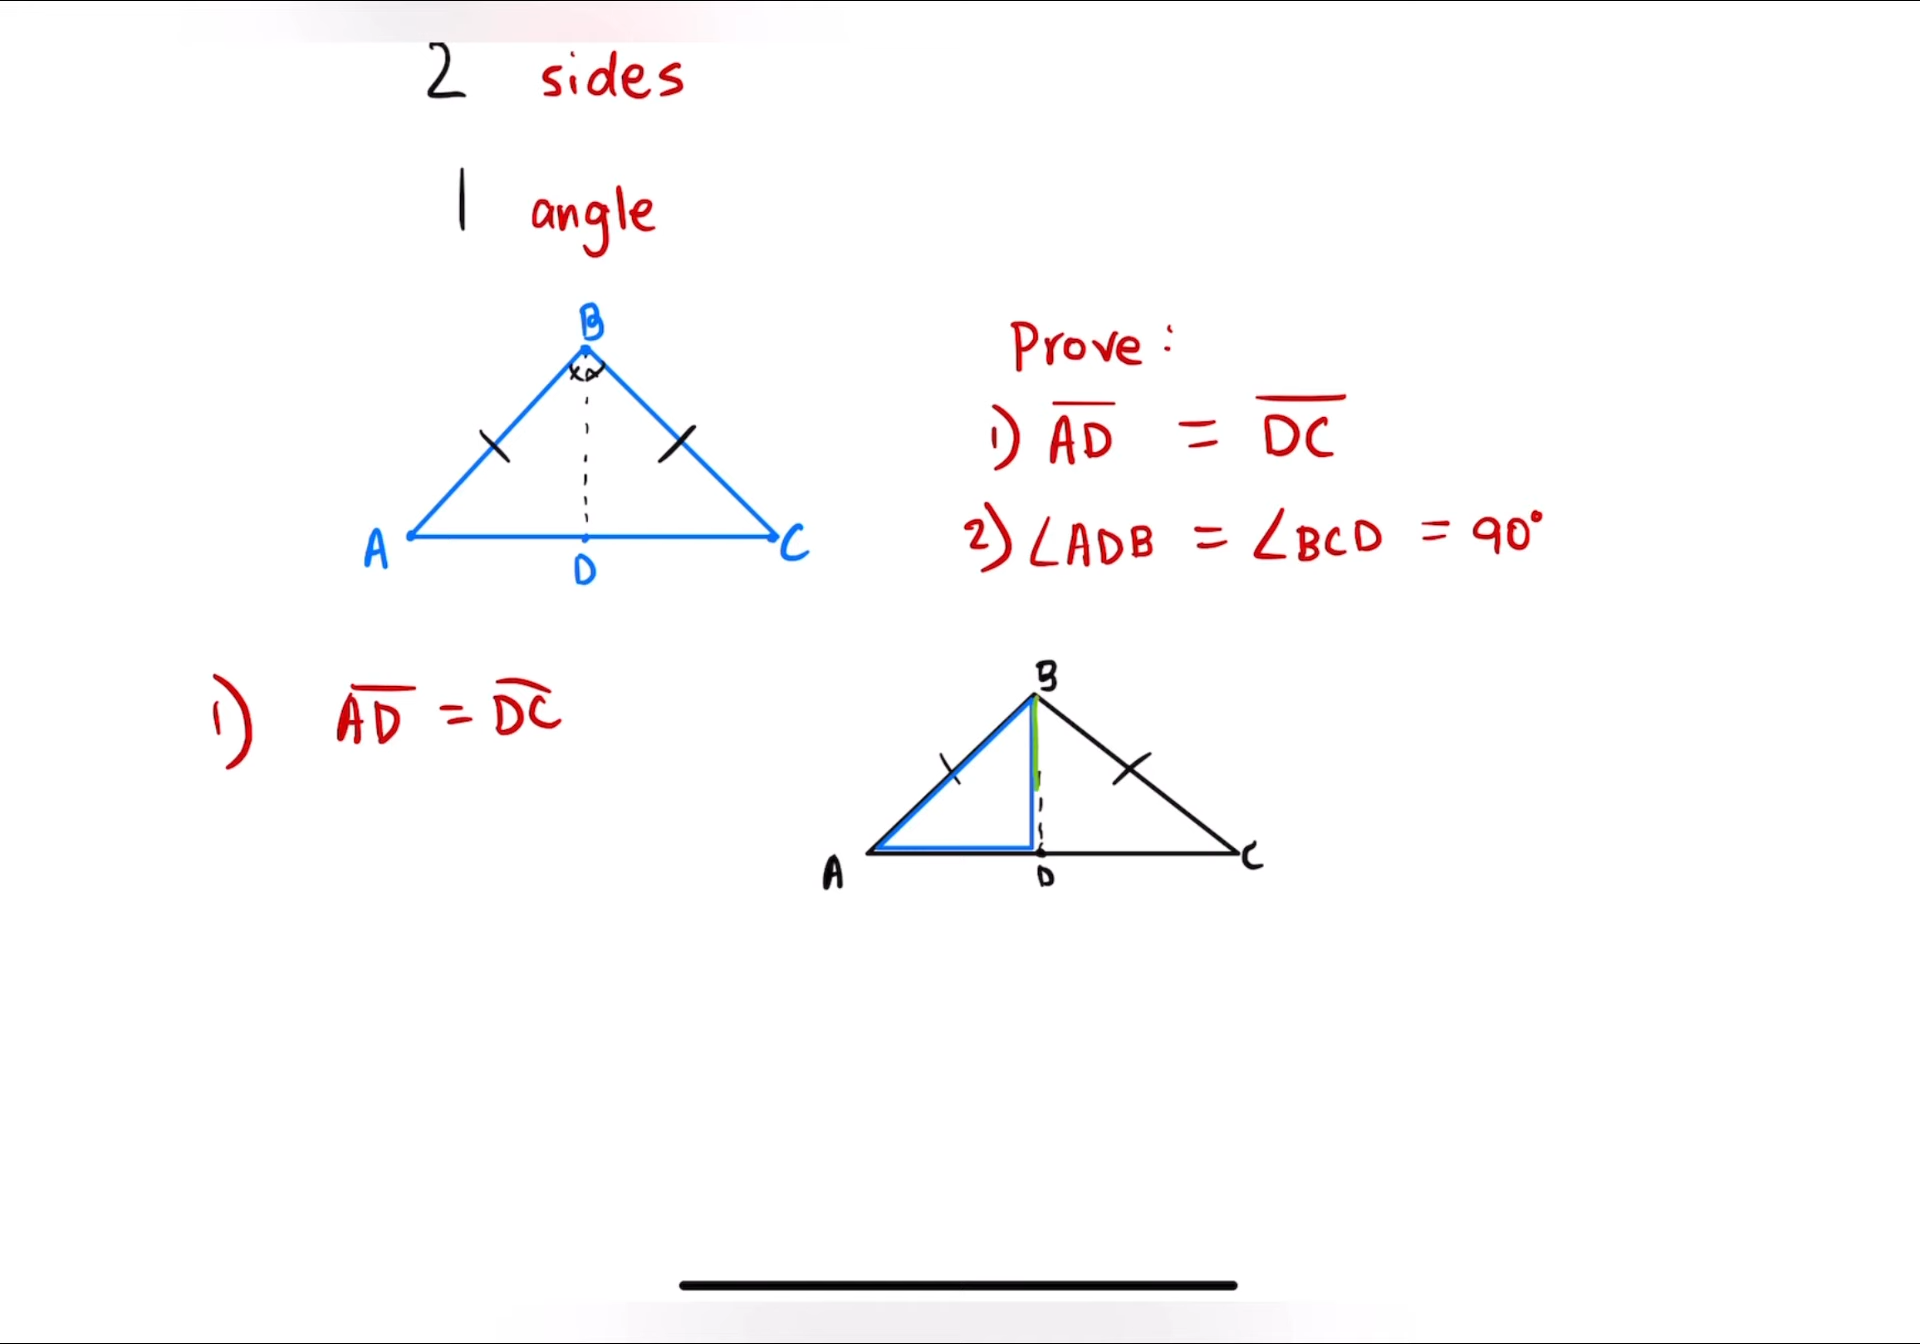 2 sides
1 angle
B
x x
A
D
C
Prove:
1) AD = DC
2) ∠ADB = ∠BCD = 90°
1) AD = DC
B
A
D
C